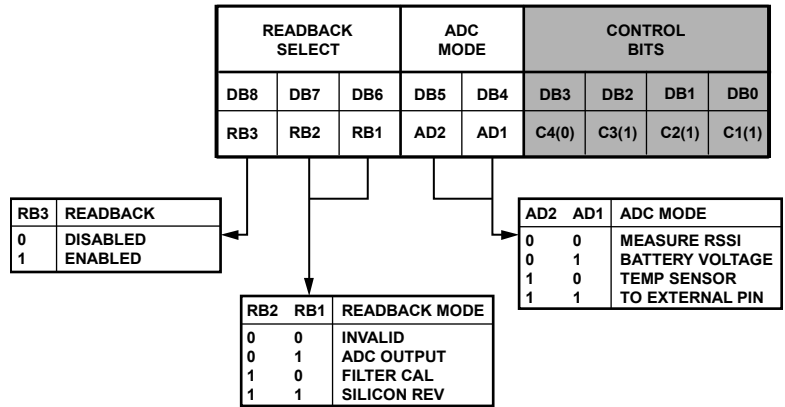 READBACK SELECT
ADC MODE
CONTROL BITS
DB8 DB7 DB6 DB5 DB4 DB3 DB2 DB1 DB0
RB3 RB2 RB1 AD2 AD1 C4(0) C3(1) C2(1) C1(1)
RB3 READBACK
0 DISABLED
1 ENABLED
RB2 RB1 READBACK MODE
0 0 INVALID
0 1 ADC OUTPUT
1 0 FILTER CAL
1 1 SILICON REV
AD2 AD1 ADC MODE
0 0 MEASURE RSSI
0 1 BATTERY VOLTAGE
1 0 TEMP SENSOR
1 1 TO EXTERNAL PIN